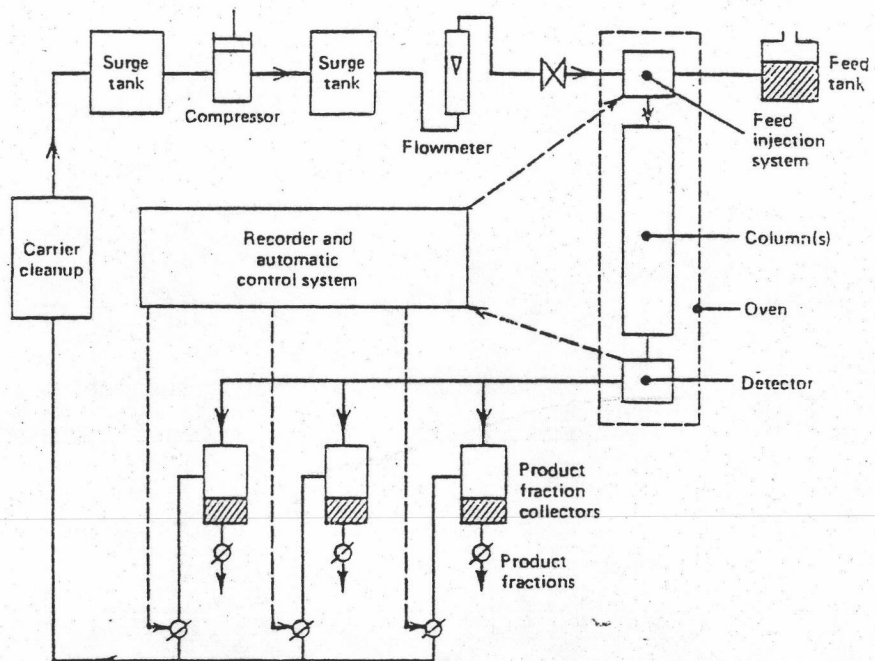 Surge
tank
Compressor
Surge
tank
Flowmeter
Feed
tank
Feed
injection
system
Carrier
cleanup
Recorder and
automatic
control system
Column(s)
Oven
Detector
Product
fraction
collectors
Product
fractions